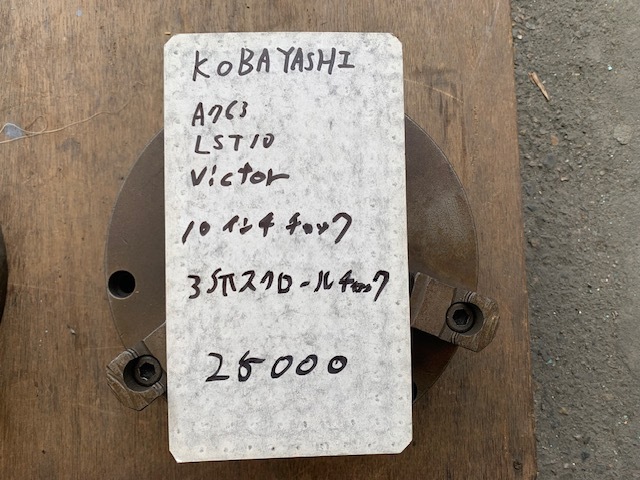 KOBAYASHI
A763
LST10
Victor
10インチチャック
3爪スクロールチャック
25000